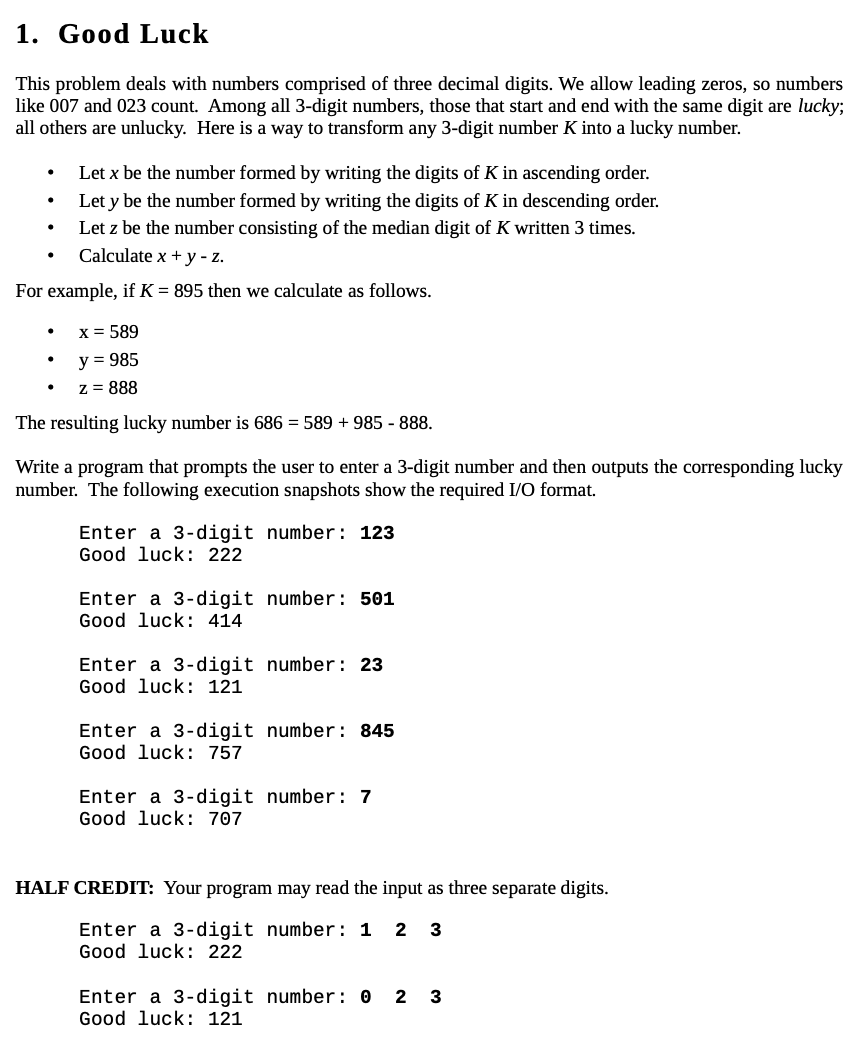 1. Good Luck
This problem deals with numbers comprised of three decimal digits. We allow leading zeros, so numbers
like 007 and 023 count. Among all 3-digit numbers, those that start and end with the same digit are lucky;
all others are unlucky. Here is a way to transform any 3-digit number K into a lucky number.
• Let x be the number formed by writing the digits of K in ascending order.
• Let y be the number formed by writing the digits of K in descending order.
• Let z be the number consisting of the median digit of K written 3 times.
• Calculate x + y - z.
For example, if K = 895 then we calculate as follows.
• x = 589
• y = 985
• z = 888
The resulting lucky number is 686 = 589 + 985 - 888.
Write a program that prompts the user to enter a 3-digit number and then outputs the corresponding lucky
number. The following execution snapshots show the required I/O format.
Enter a 3-digit number: 123
Good luck: 222
Enter a 3-digit number: 501
Good luck: 414
Enter a 3-digit number: 23
Good luck: 121
Enter a 3-digit number: 845
Good luck: 757
Enter a 3-digit number: 7
Good luck: 707
HALF CREDIT: Your program may read the input as three separate digits.
Enter a 3-digit number: 1 2 3
Good luck: 222
Enter a 3-digit number: 0 2 3
Good luck: 121